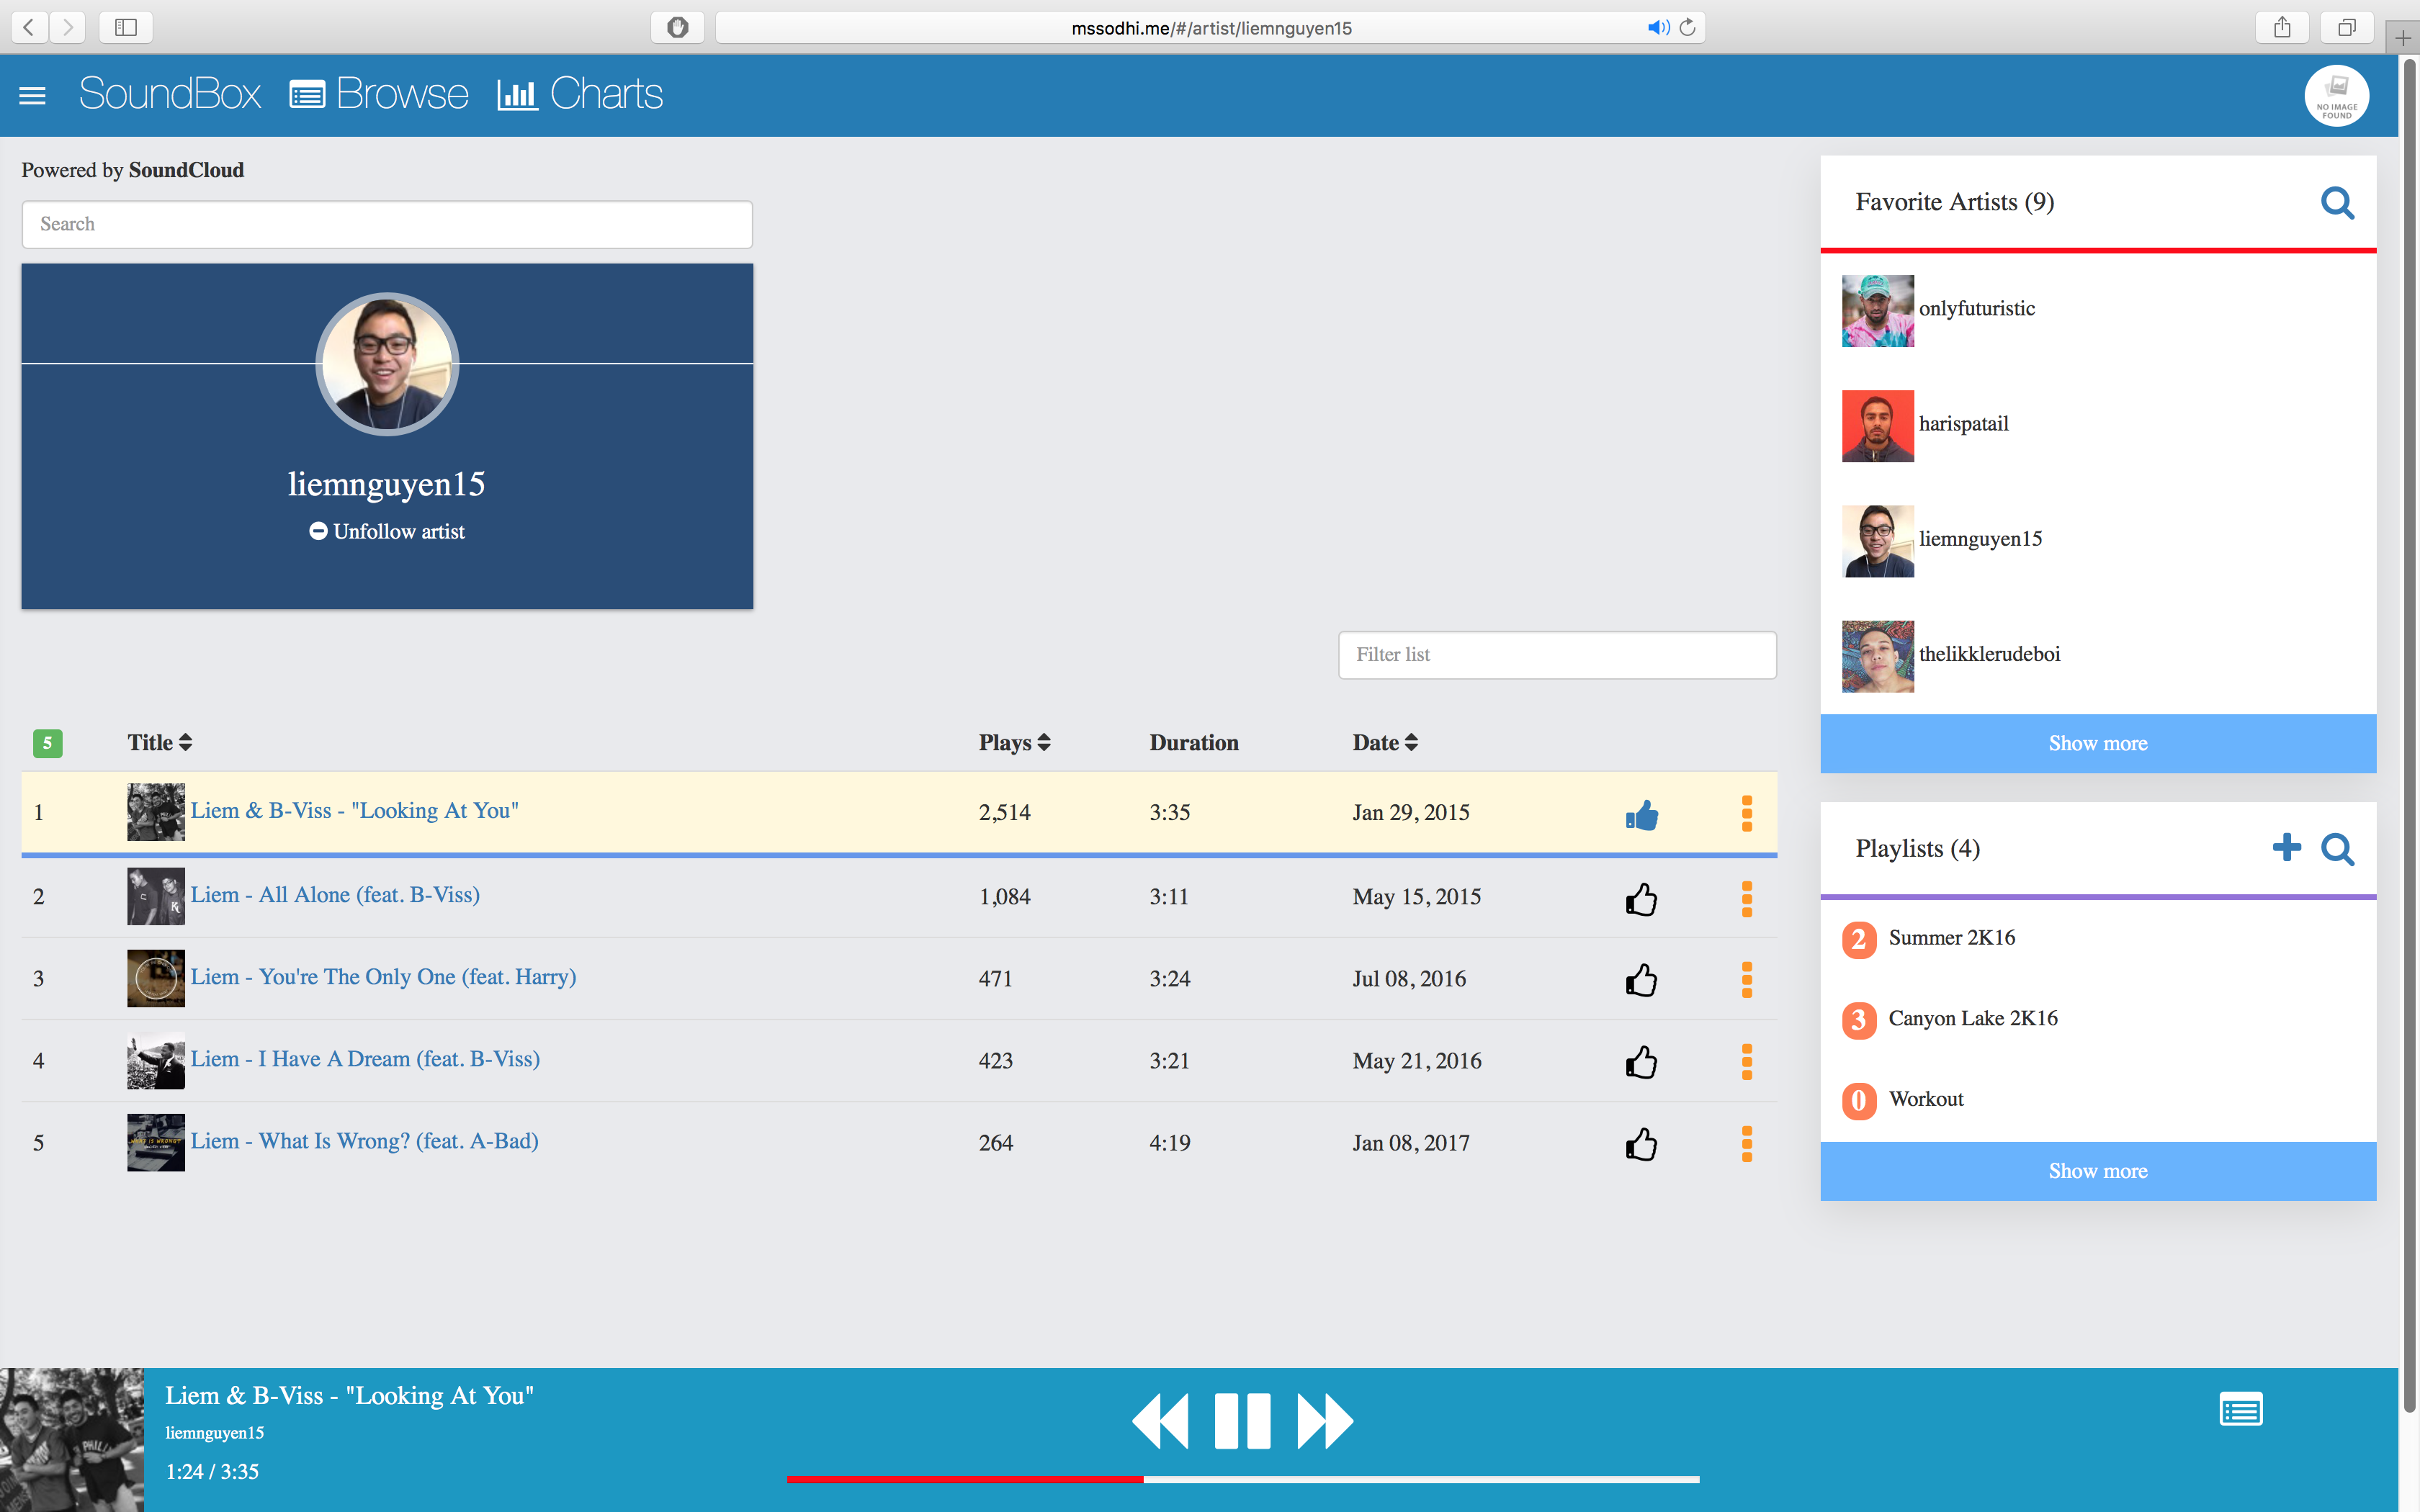 mssodhi.me/#/artist/liemnguyen15
SoundBox Browse Charts
NO IMAGE
FOUND
Powered by SoundCloud
Search
liemnguyen15
Unfollow artist
Filter list
5 Title Plays Duration Date
1 Liem & B-Viss - "Looking At You" 2,514 3:35 Jan 29, 2015
2 Liem - All Alone (feat. B-Viss) 1,084 3:11 May 15, 2015
3 Liem - You're The Only One (feat. Harry) 471 3:24 Jul 08, 2016
4 Liem - I Have A Dream (feat. B-Viss) 423 3:21 May 21, 2016
5 Liem - What Is Wrong? (feat. A-Bad) 264 4:19 Jan 08, 2017
Favorite Artists (9)
onlyfuturistic
harispatail
liemnguyen15
thelikklerudeboi
Show more
Playlists (4)
2 Summer 2K16
3 Canyon Lake 2K16
0 Workout
Show more
Liem & B-Viss - "Looking At You"
liemnguyen15
1:24 / 3:35